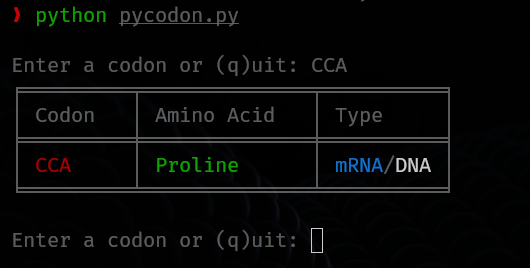 ❯ python pycodon.py
Enter a codon or (q)uit: CCA
Codon Amino Acid Type
CCA Proline mRNA/DNA
Enter a codon or (q)uit: